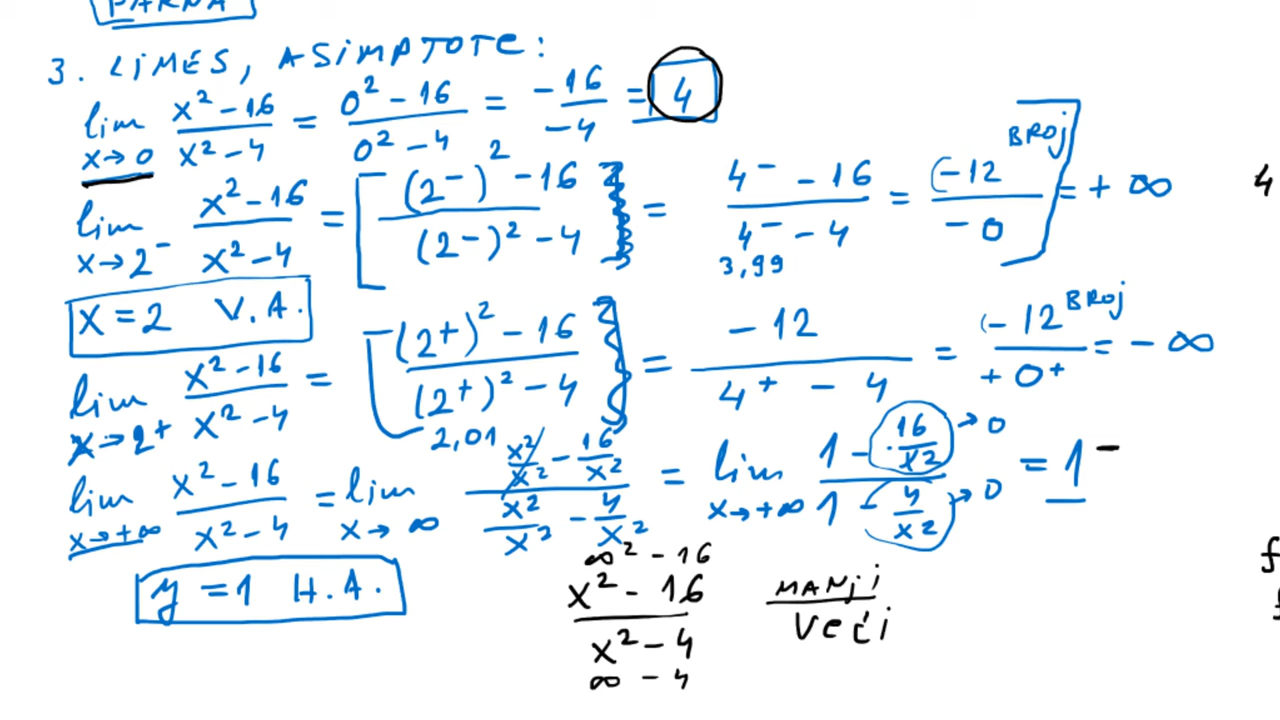 PARNA
3. LIMES, ASIMPTOTE:
lim x→0 (x² - 16)/(x² - 4) = (0² - 16)/(0² - 4) = -16/-4 = 4
lim x→2⁻ (x² - 16)/(x² - 4) = [((2-)² - 16)/((2-)² - 4)] = (4⁻ - 16)/(4⁻ - 4) = (-12/-0 = + ∞
BROJ
4
3,99
X = 2 V.A.
lim x→2+ (x² - 16)/(x² - 4) = [((2+)² - 16)/((2+)² - 4)] = -12/(4⁺ - 4) = (-12/+0⁺ = - ∞
BROJ
2,01
lim x→+∞ (x² - 16)/(x² - 4) = lim x→∞ (x²/x² - 16/x²)/(x²/x² - 4/x²) = lim x→+∞ (1 - 16/x²)/(1 - 4/x²) = 1⁻
→ 0
→ 0
y = 1 H.A.
∞² - 16
x² - 16
x² - 4
∞ - 4
MANJI
VEĆI
f